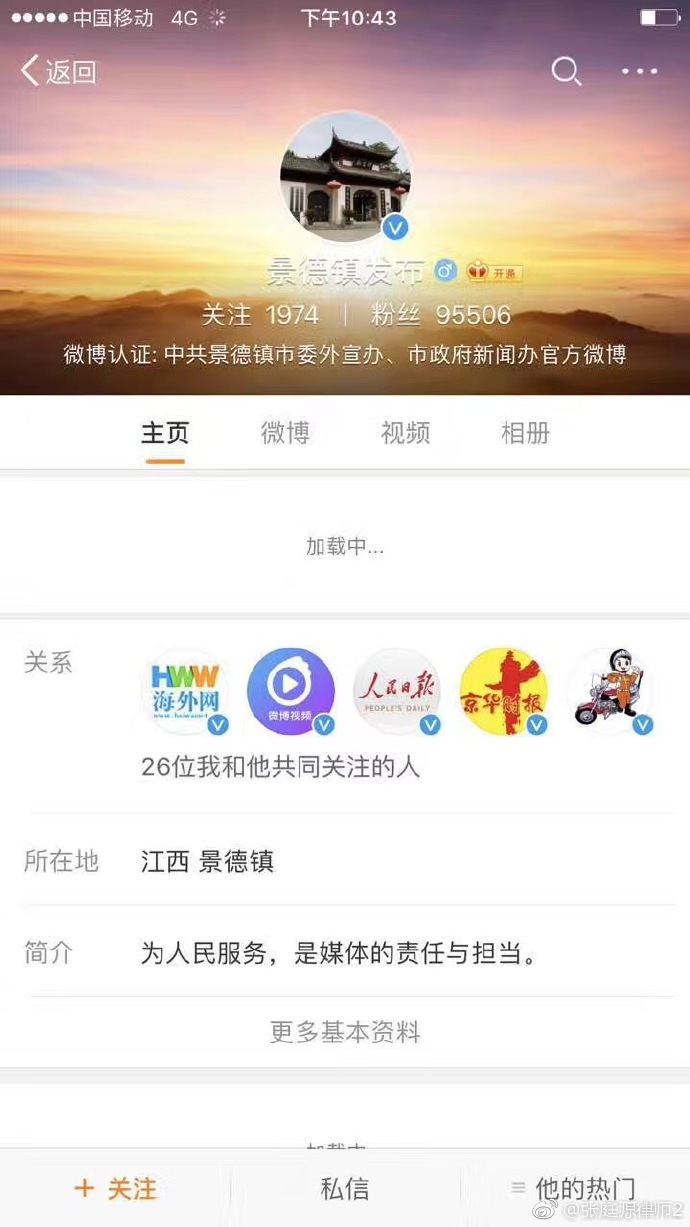 中国移动 4G 下午10:43
返回
景德镇发布 开通
关注 1974 | 粉丝 95506
微博认证: 中共景德镇市委外宣办、市政府新闻办官方微博
主页 微博 视频 相册
加载中...
关系
HWW
海外网
微博视频
人民日报
PEOPLE'S DAILY
京华时报
26位我和他共同关注的人
所在地 江西 景德镇
简介 为人民服务，是媒体的责任与担当。
更多基本资料
加载中
+ 关注 私信 ≡ 他的热门
@张庭源律师2